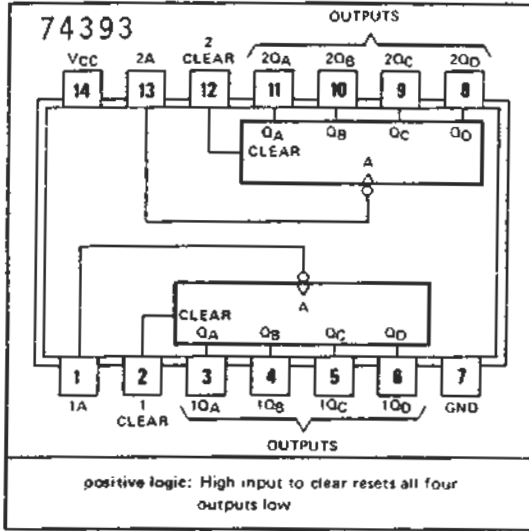 74393
OUTPUTS
VCC 2A 2 CLEAR 2QA 2QB 2QC 2QD
14 13 12 11 10 9 8
QA QB QC QD
CLEAR
A
A
CLEAR
QA QB QC QD
1 2 3 4 5 6 7
1A 1 CLEAR 1QA 1QB 1QC 1QD GND
OUTPUTS
positive logic: High input to clear resets all four
outputs low